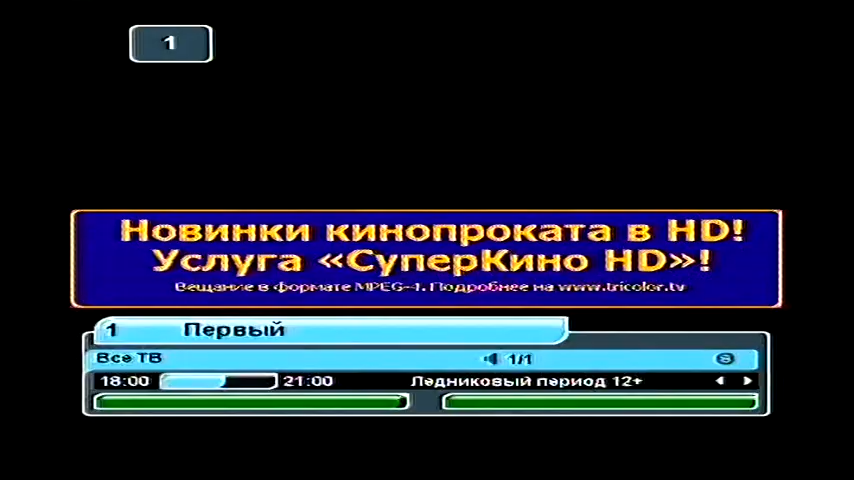 1
Новинки кинопроката в HD!
Услуга «СуперКино HD»!
Вещание в формате MPEG-4. Подробнее на www.tricolor.tv
1 Первый
Все ТВ 1/1 S
18:00 21:00 Ледниковый период 12+